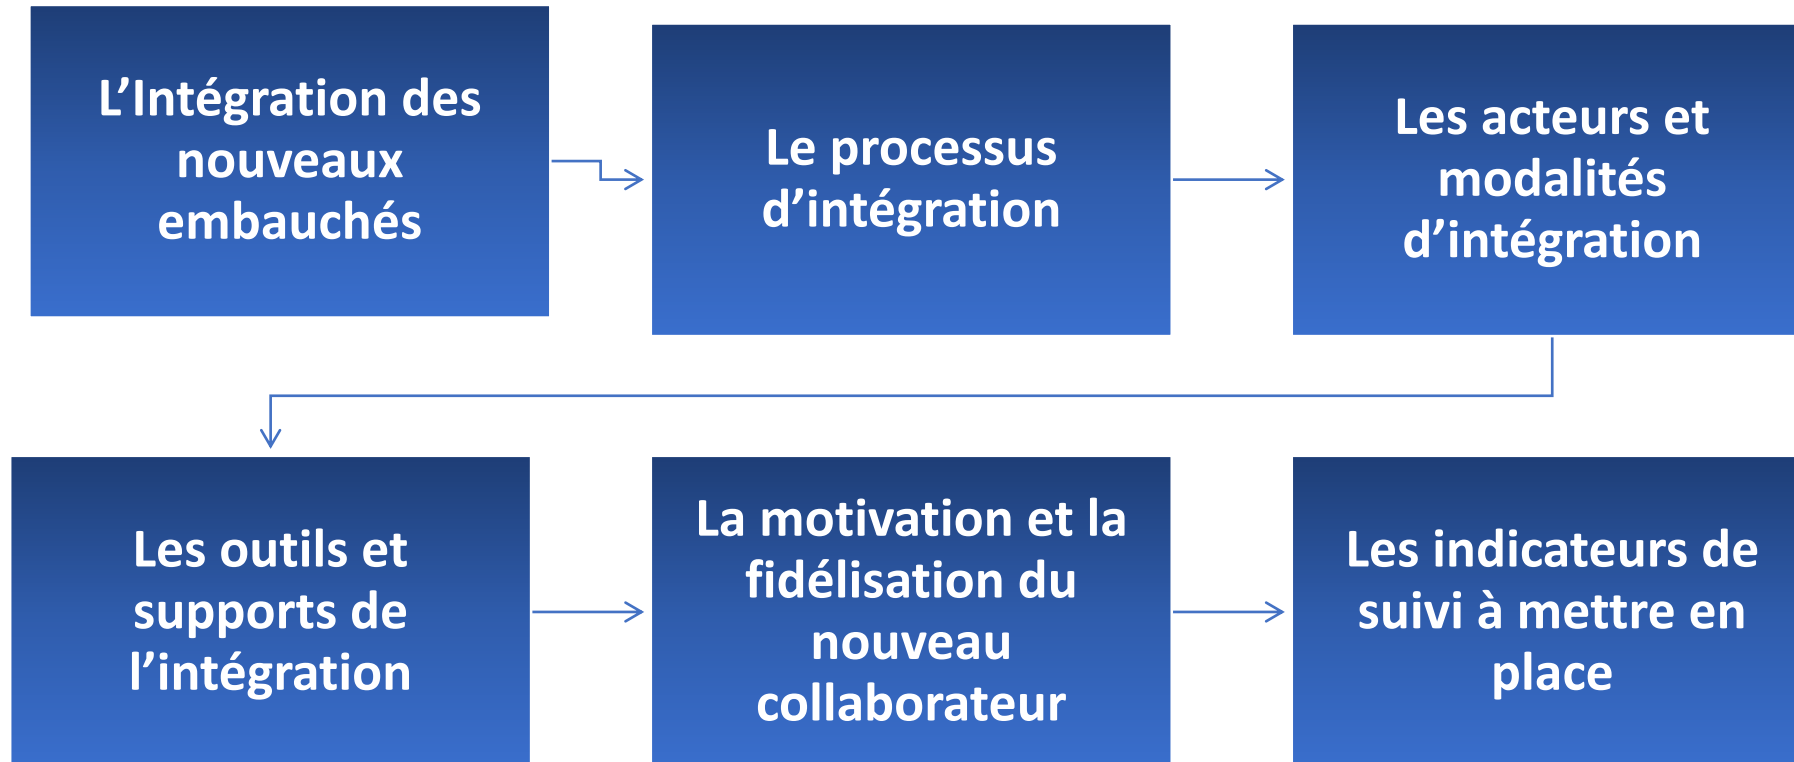 L’Intégration des
nouveaux
embauchés
Le processus
d’intégration
Les acteurs et
modalités
d’intégration
Les outils et
supports de
l’intégration
La motivation et la
fidélisation du
nouveau
collaborateur
Les indicateurs de
suivi à mettre en
place